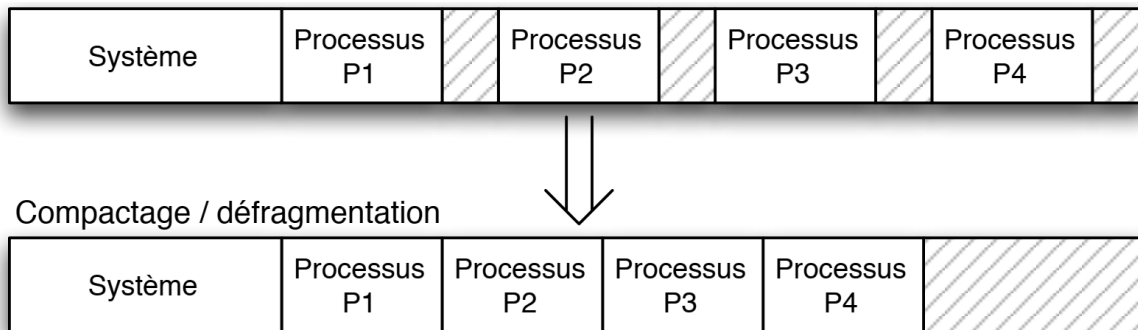 Système
Processus
P1
Processus
P2
Processus
P3
Processus
P4
Compactage / défragmentation
Système
Processus
P1
Processus
P2
Processus
P3
Processus
P4